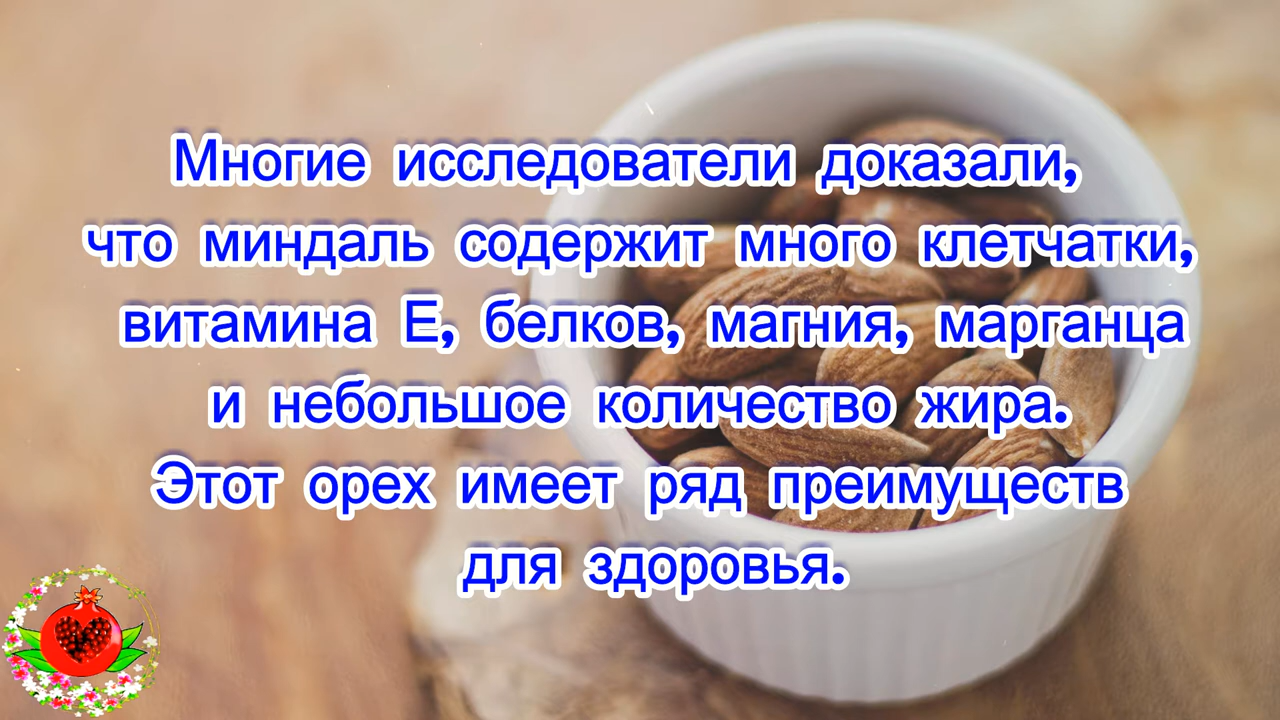 Многие исследователи доказали,
что миндаль содержит много клетчатки,
витамина Е, белков, магния, марганца
и небольшое количество жира.
Этот орех имеет ряд преимуществ
для здоровья.